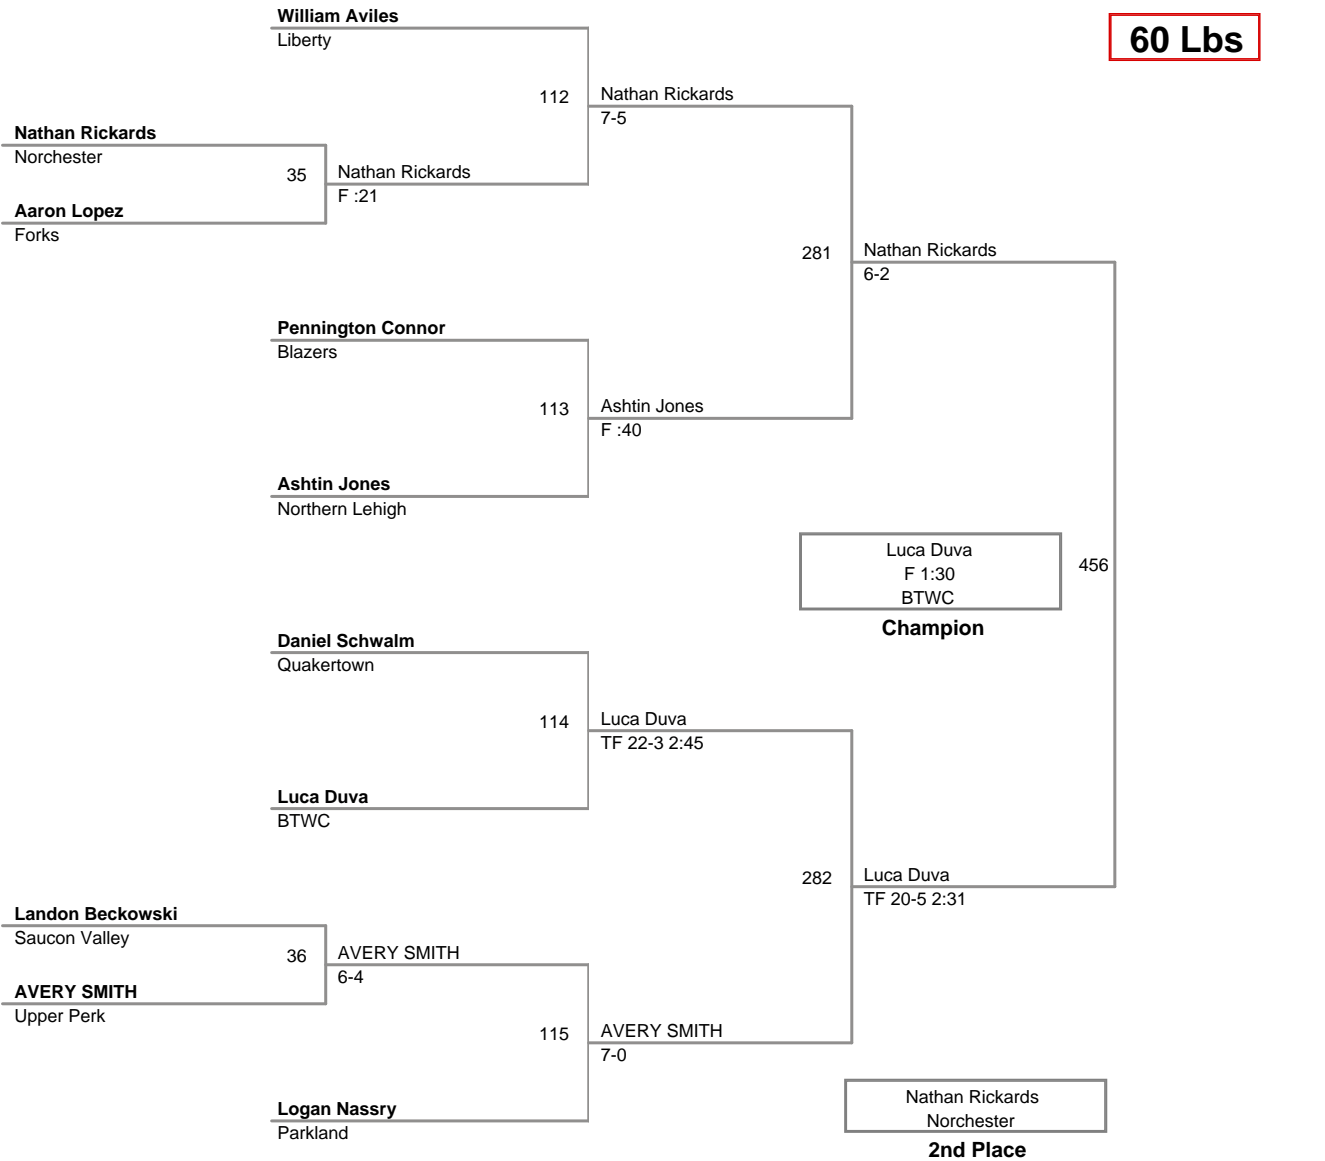 William Aviles
Liberty
60 Lbs
112
Nathan Rickards
7-5
Nathan Rickards
Norchester
35
Nathan Rickards
F :21
Aaron Lopez
Forks
281
Nathan Rickards
6-2
Pennington Connor
Blazers
113
Ashtin Jones
F :40
Ashtin Jones
Northern Lehigh
Luca Duva
F 1:30
BTWC
456
Champion
Daniel Schwalm
Quakertown
114
Luca Duva
TF 22-3 2:45
Luca Duva
BTWC
282
Luca Duva
TF 20-5 2:31
Landon Beckowski
Saucon Valley
36
AVERY SMITH
6-4
AVERY SMITH
Upper Perk
115
AVERY SMITH
7-0
Logan Nassry
Parkland
Nathan Rickards
Norchester
2nd Place